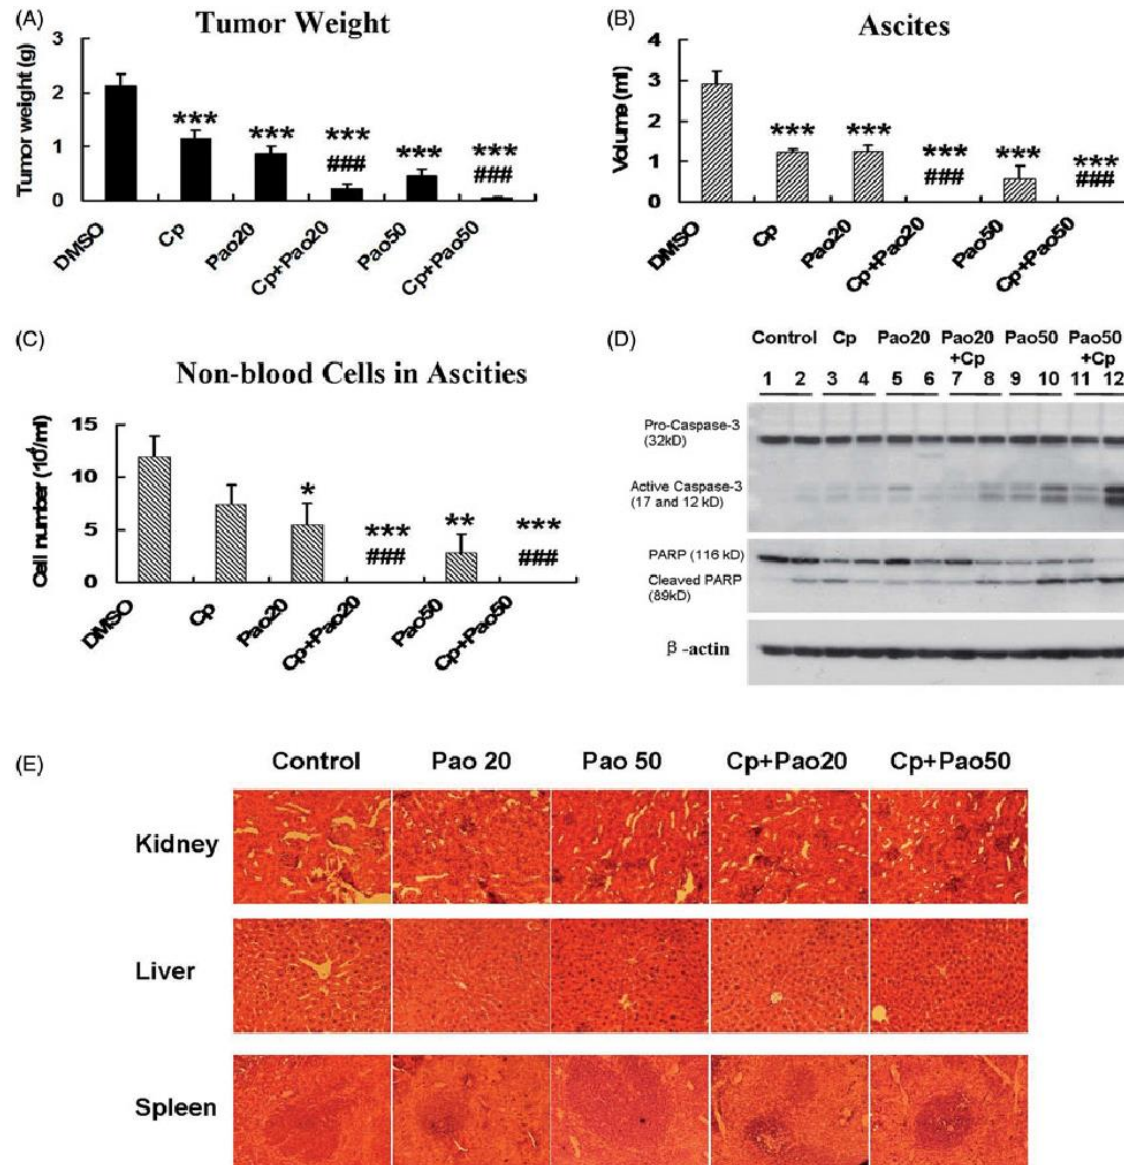 (A)
Tumor Weight
Tumor weight (g)
3
2
1
0
***
***
***
###
***
***
###
DMSO
Cp
Pao20
Cp+Pao20
Pao50
Cp+Pao50
(B)
Ascites
Volume (ml)
4
3
2
1
0
***
***
***
###
***
***
###
DMSO
Cp
Pao20
Cp+Pao20
Pao50
Cp+Pao50
(C)
Non-blood Cells in Ascities
15
10
5
0
*
***
###
**
***
###
DMSO
Cp
Pao20
Cp+Pao20
Pao50
Cp+Pao50
(D)
Control Cp Pao20 Pao20 Pao50 Pao50
+Cp +Cp
1 2 3 4 5 6 7 8 9 10 11 12
Pro-Caspase-3
(32kD)
Active Caspase-3
(17 and 12 kD)
PARP (116 kD)
Cleaved PARP
(89kD)
β-actin
(E)
Control Pao 20 Pao 50 Cp+Pao20 Cp+Pao50
Kidney
Liver
Spleen